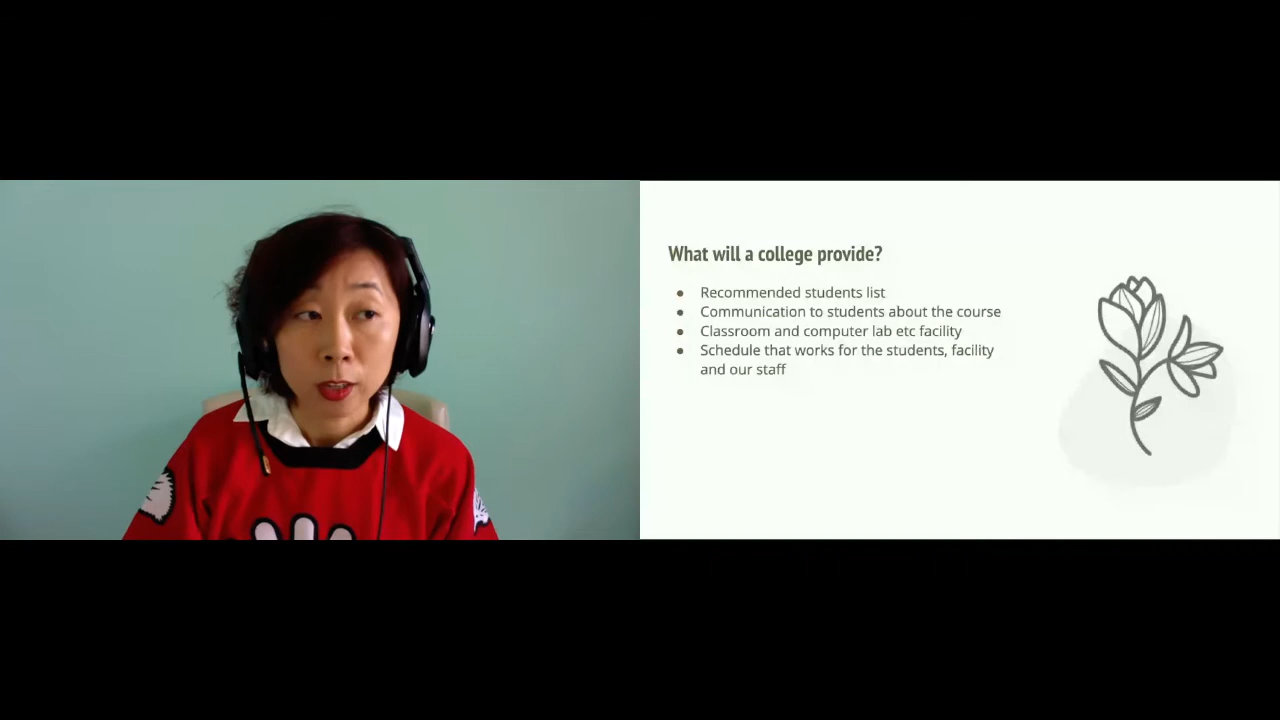 What will a college provide?
● Recommended students list
● Communication to students about the course
● Classroom and computer lab etc facility
● Schedule that works for the students, facility
and our staff